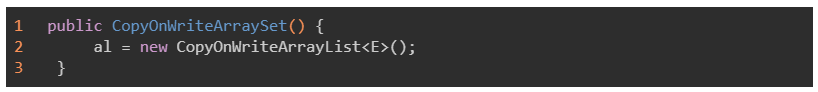 1 public CopyOnWriteArraySet() {
2 al = new CopyOnWriteArrayList<E>();
3 }